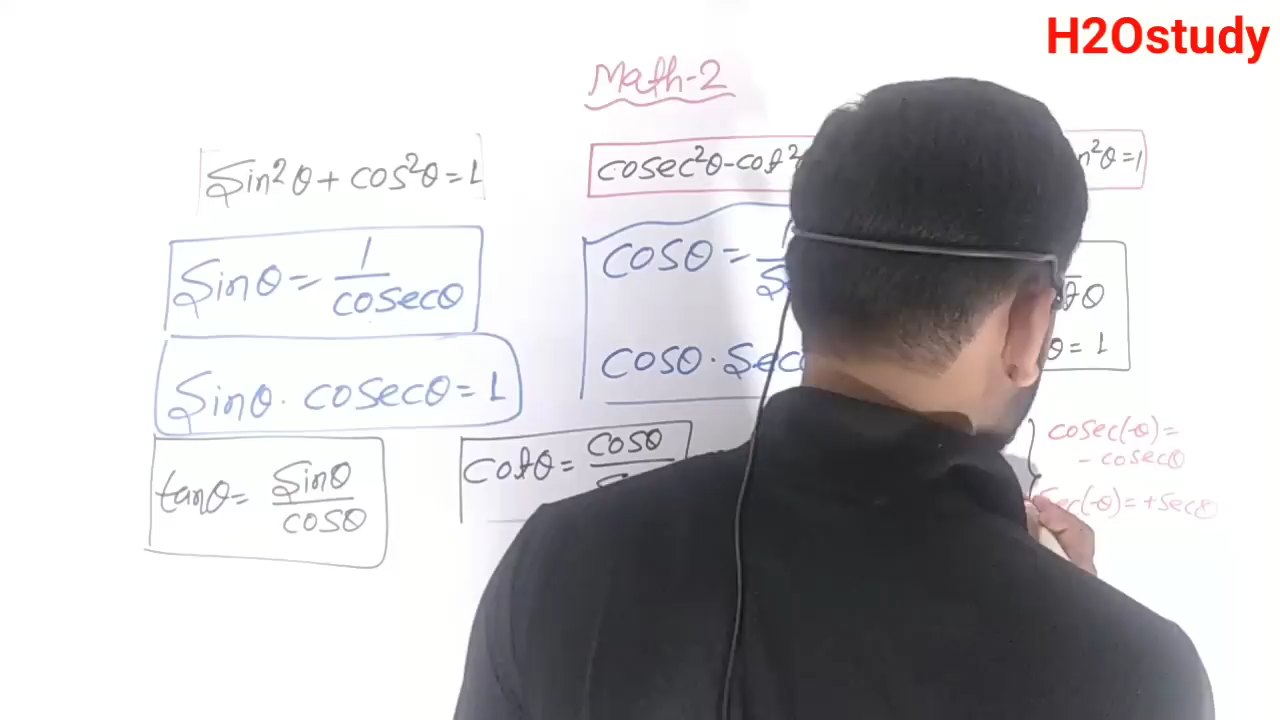 H2Ostudy
Math-2
Sin²θ + cos²θ = 1
cosec²θ - cot²
n²θ = 1
Sinθ = 1/cosecθ
cosθ = 1/
θ
Sinθ · cosecθ = 1
cosθ · Sec
θ = 1
tanθ = Sinθ/cosθ
cotθ = cosθ/
cosec(-θ) =
- cosecθ
Sec(-θ) = + Secθ